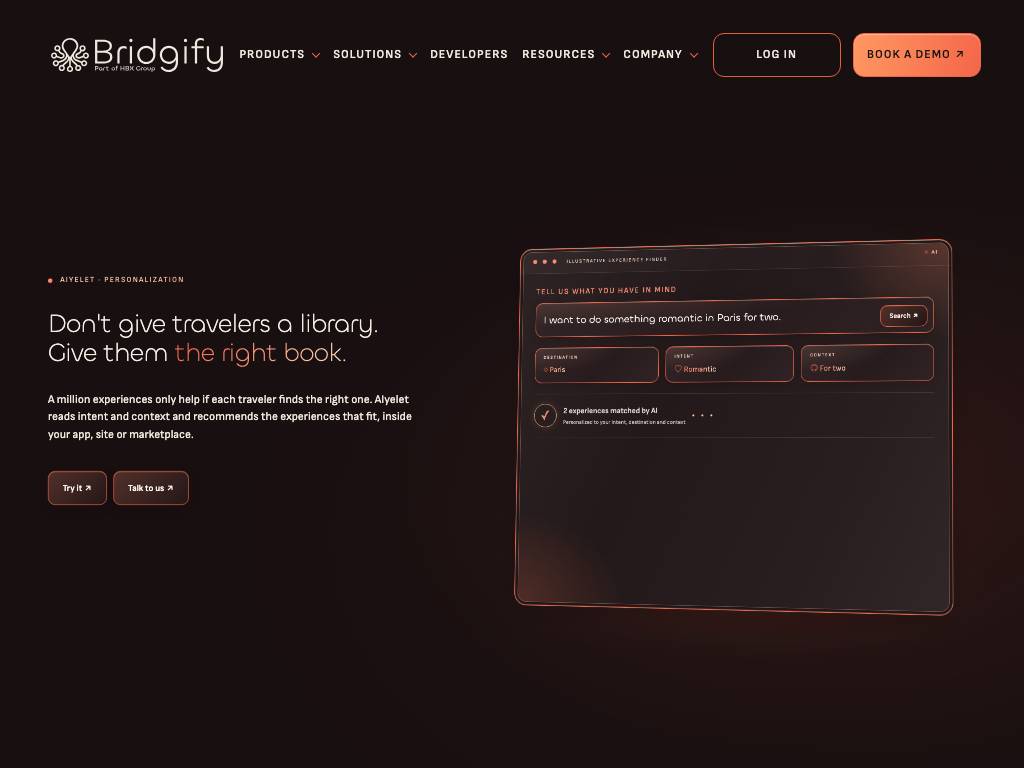 Bridgify
Part of HBX Group
PRODUCTS
SOLUTIONS
DEVELOPERS
RESOURCES
COMPANY
LOG IN
BOOK A DEMO ↗
AIYELET · PERSONALIZATION
Don't give travelers a library.
Give them the right book.
A million experiences only help if each traveler finds the right one. AIyelet
reads intent and context and recommends the experiences that fit, inside
your app, site or marketplace.
Try it ↗
Talk to us ↗
ILLUSTRATIVE EXPERIENCE FINDER
AI
TELL US WHAT YOU HAVE IN MIND
I want to do something romantic in Paris for two.
Search ↗
DESTINATION
Paris
INTENT
Romantic
CONTEXT
For two
2 experiences matched by AI
Personalized to your intent, destination and context